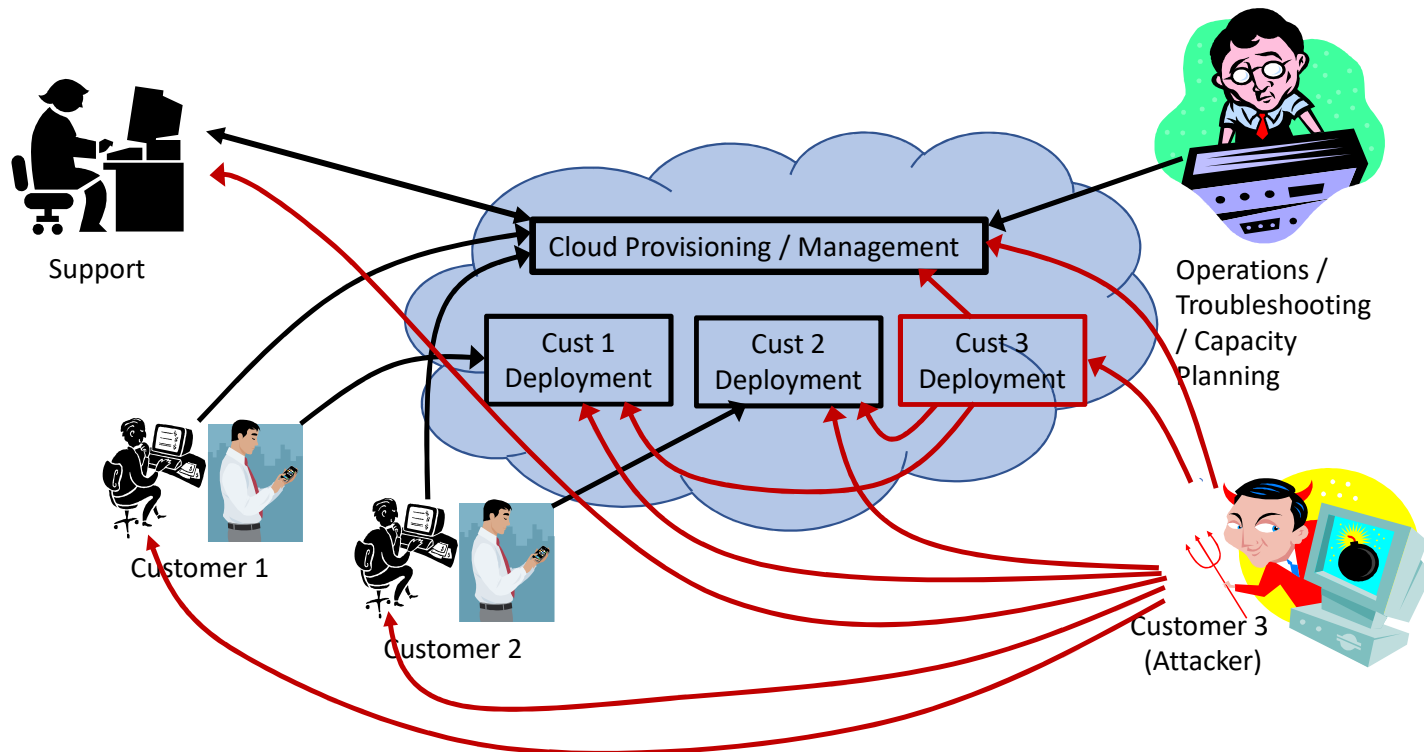 Support
Cloud Provisioning / Management
Operations /
Troubleshooting
/ Capacity
Planning
Cust 1
Deployment
Cust 2
Deployment
Cust 3
Deployment
Customer 1
Customer 2
Customer 3
(Attacker)